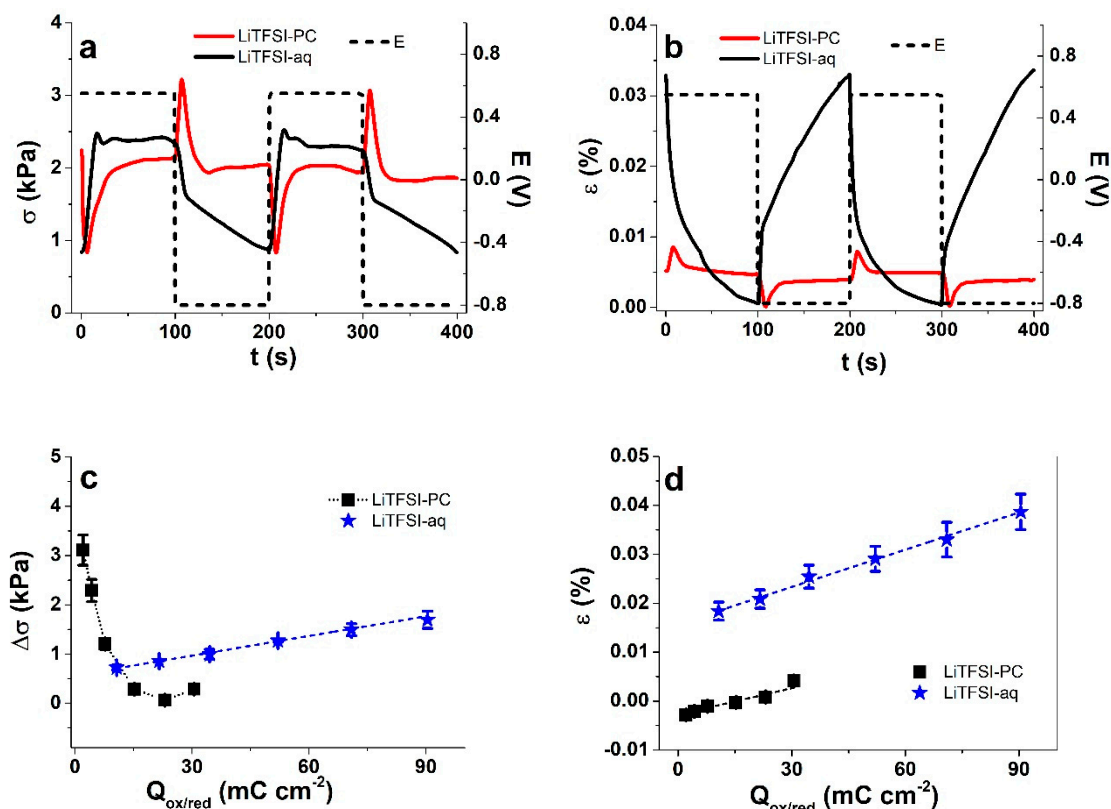 a
LiTFSI-PC
LiTFSI-aq
E
4
3
2
1
0
σ (kPa)
0.8
0.4
0.0
-0.4
-0.8
E (V)
0 100 200 300 400
t (s)
b
LiTFSI-PC
LiTFSI-aq
E
0.04
0.03
0.02
0.01
0.00
ε (%)
0.8
0.4
0.0
-0.4
-0.8
E (V)
0 100 200 300 400
t (s)
c
LiTFSI-PC
LiTFSI-aq
5
4
3
2
1
0
Δσ (kPa)
0 30 60 90
Qox/red (mC cm⁻²)
d
LiTFSI-PC
LiTFSI-aq
0.05
0.04
0.03
0.02
0.01
0.00
-0.01
ε (%)
0 30 60 90
Qox/red (mC cm⁻²)